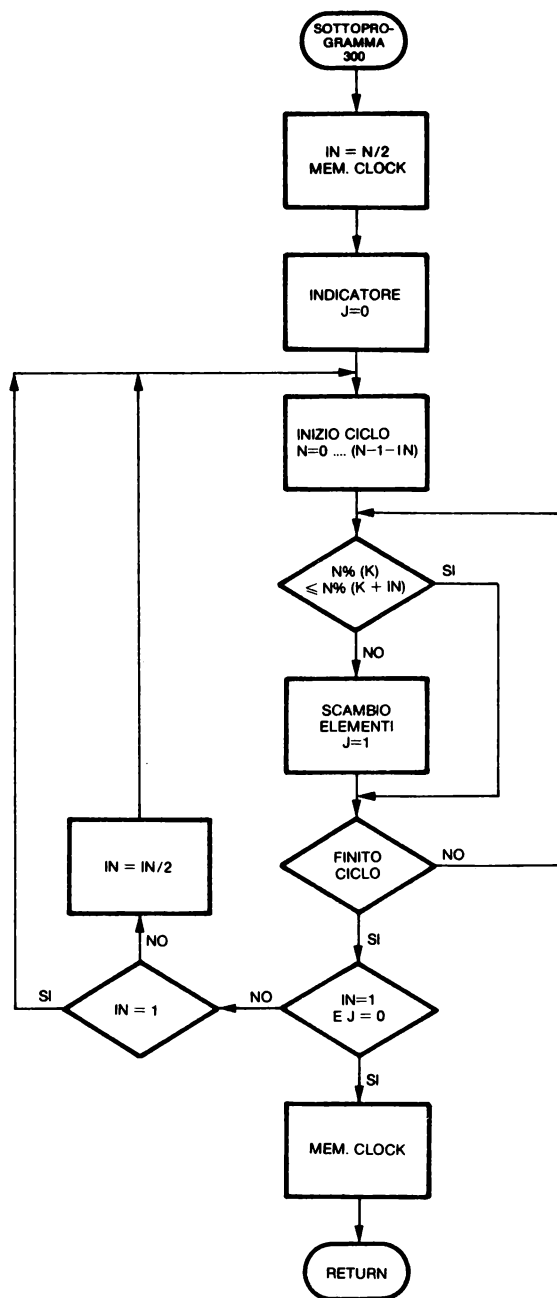 SOTTOPRO-
GRAMMA
300
IN = N/2
MEM. CLOCK
INDICATORE
J=0
INIZIO CICLO
N=0 .... (N-1-IN)
N% (K)
≤ N% (K + IN)
SI
NO
SCAMBIO
ELEMENTI
J=1
FINITO
CICLO
NO
SI
IN = IN/2
NO
SI
IN = 1
NO
IN=1
E J = 0
SI
MEM. CLOCK
RETURN